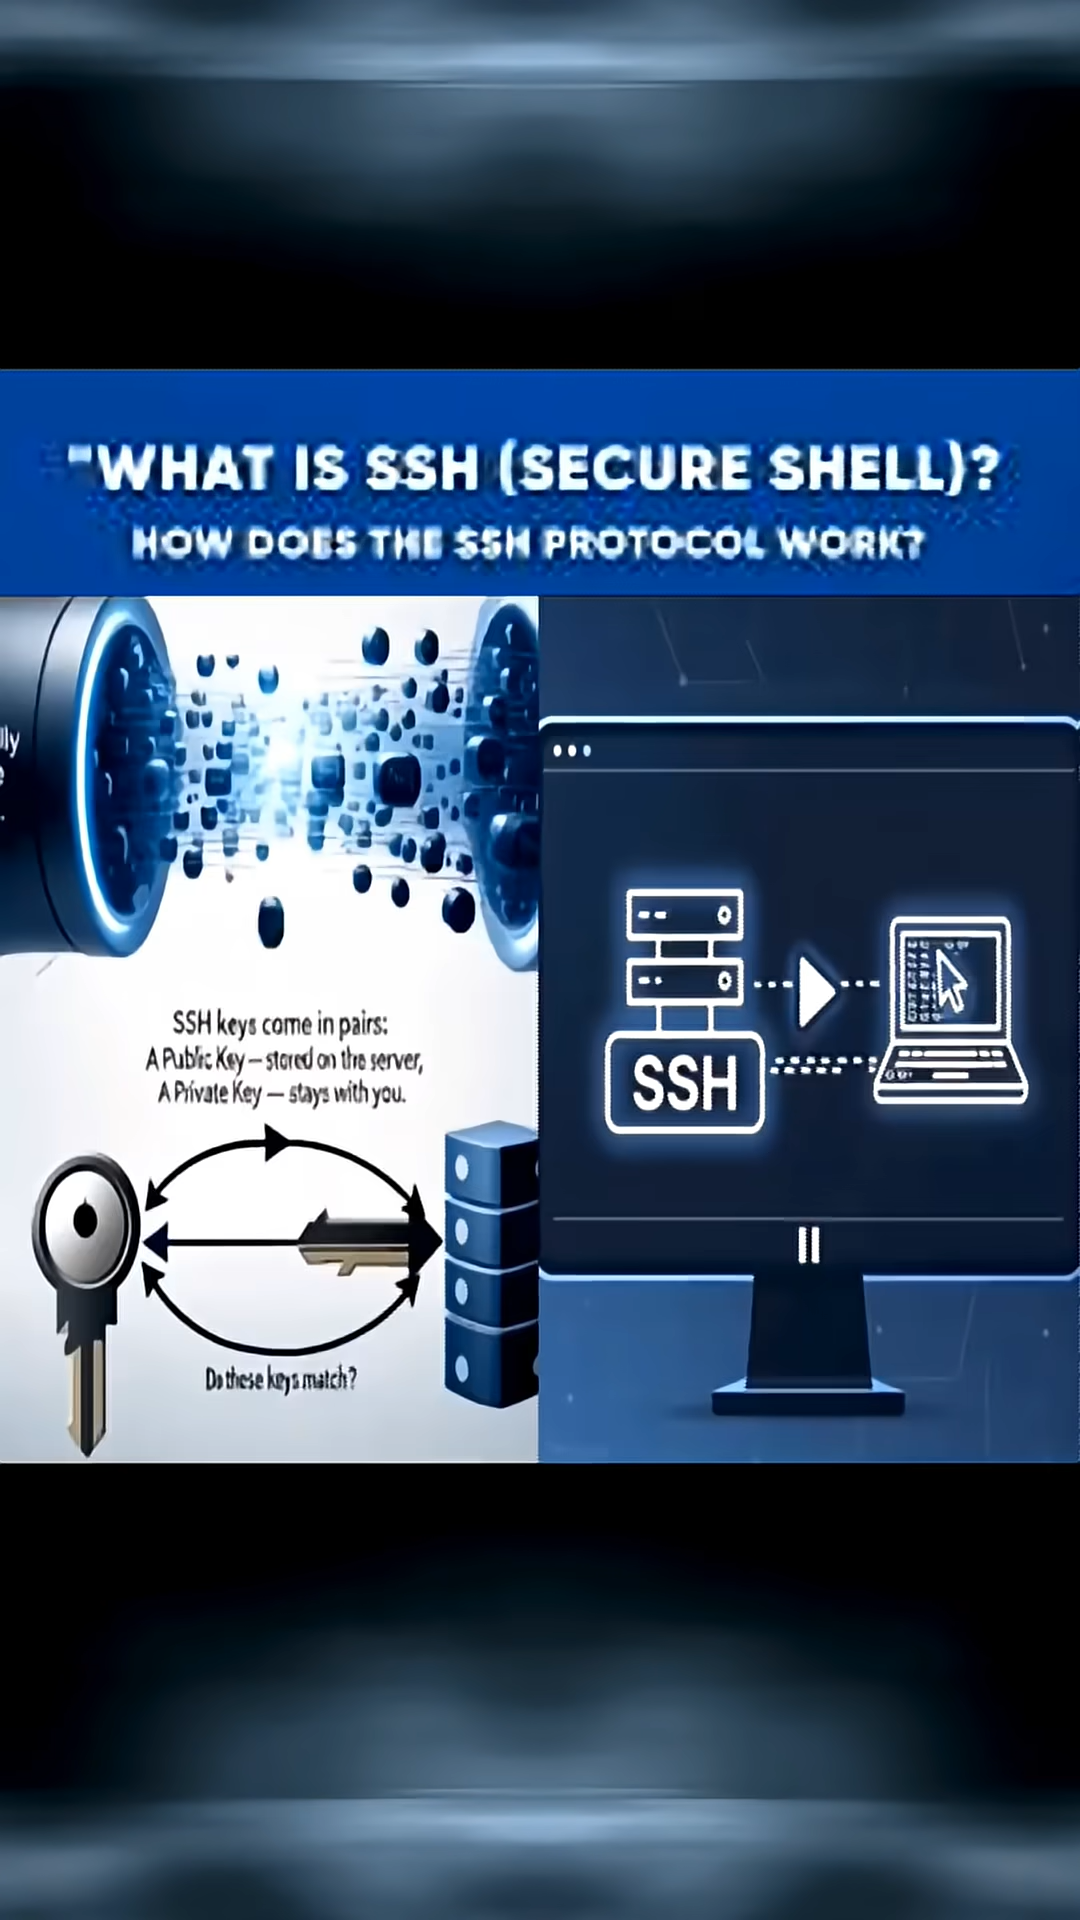 "WHAT IS SSH (SECURE SHELL)?
HOW DOES THE SSH PROTOCOL WORK?
lly
SSH keys come in pairs:
A Public Key — stored on the server,
A Private Key — stays with you.
Do these keys match?
SSH